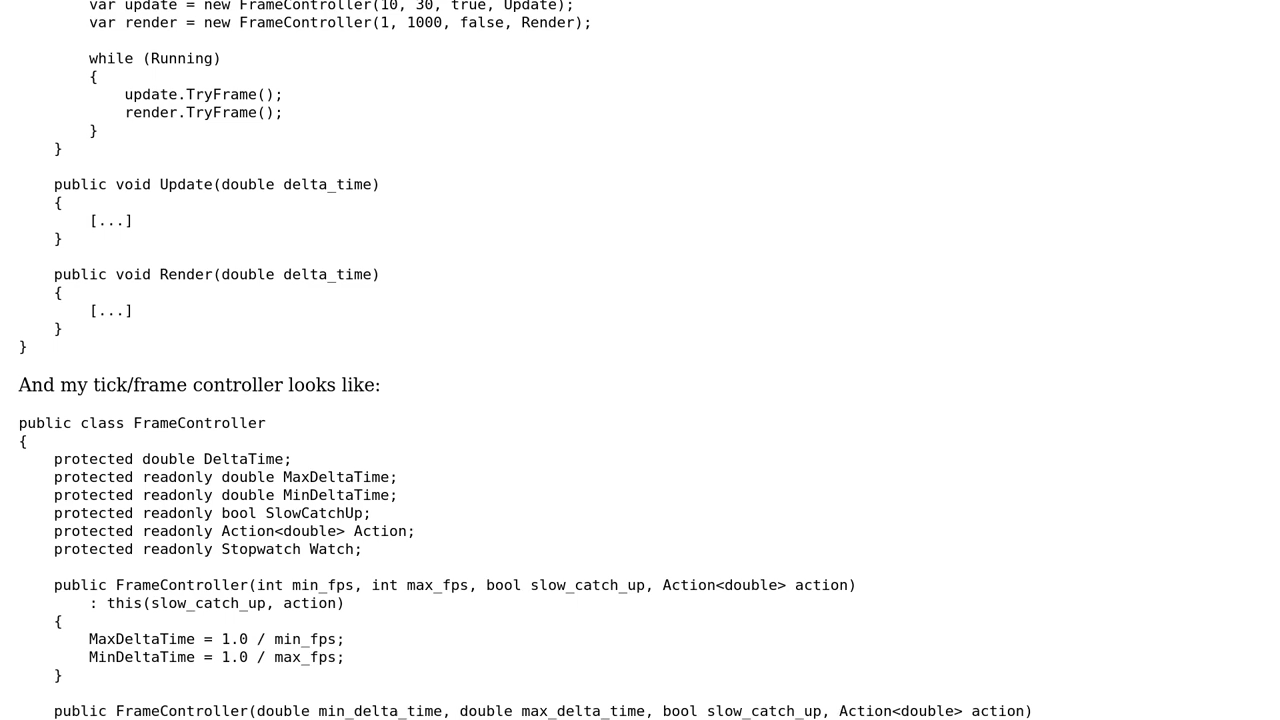 var update = new FrameController(10, 30, true, Update);
var render = new FrameController(1, 1000, false, Render);
while (Running)
{
update.TryFrame();
render.TryFrame();
}
}
public void Update(double delta_time)
{
[...]
}
public void Render(double delta_time)
{
[...]
}
}
And my tick/frame controller looks like:
public class FrameController
{
protected double DeltaTime;
protected readonly double MaxDeltaTime;
protected readonly double MinDeltaTime;
protected readonly bool SlowCatchUp;
protected readonly Action<double> Action;
protected readonly Stopwatch Watch;
public FrameController(int min_fps, int max_fps, bool slow_catch_up, Action<double> action)
: this(slow_catch_up, action)
{
MaxDeltaTime = 1.0 / min_fps;
MinDeltaTime = 1.0 / max_fps;
}
public FrameController(double min_delta_time, double max_delta_time, bool slow_catch_up, Action<double> action)